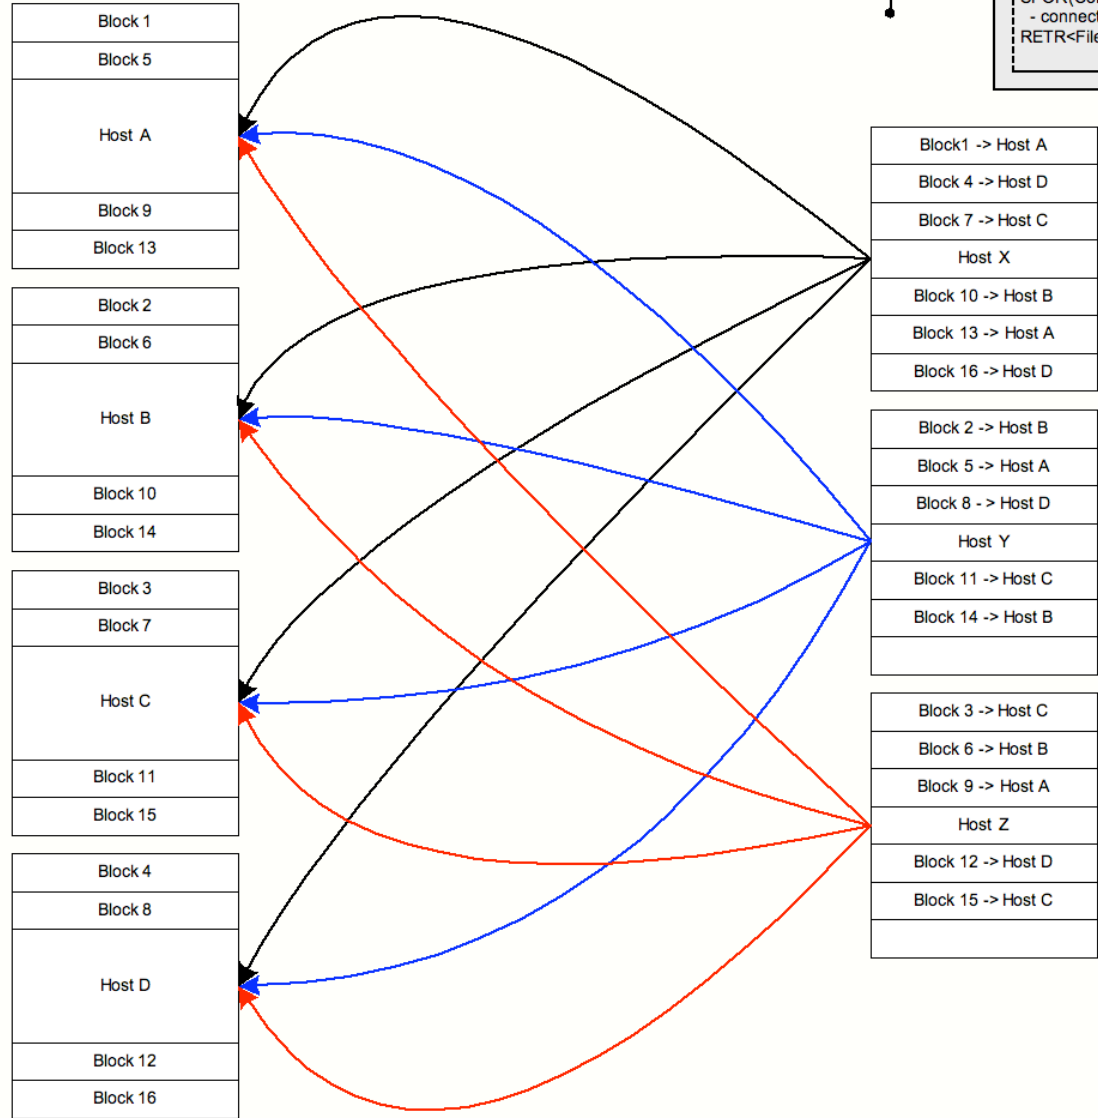 Block 1
Block 5
Host A
Block 9
Block 13
Block 2
Block 6
Host B
Block 10
Block 14
Block 3
Block 7
Host C
Block 11
Block 15
Block 4
Block 8
Host D
Block 12
Block 16
- connect
RETR<File
Block1 -> Host A
Block 4 -> Host D
Block 7 -> Host C
Host X
Block 10 -> Host B
Block 13 -> Host A
Block 16 -> Host D
Block 2 -> Host B
Block 5 -> Host A
Block 8 -> Host D
Host Y
Block 11 -> Host C
Block 14 -> Host B
Block 3 -> Host C
Block 6 -> Host B
Block 9 -> Host A
Host Z
Block 12 -> Host D
Block 15 -> Host C